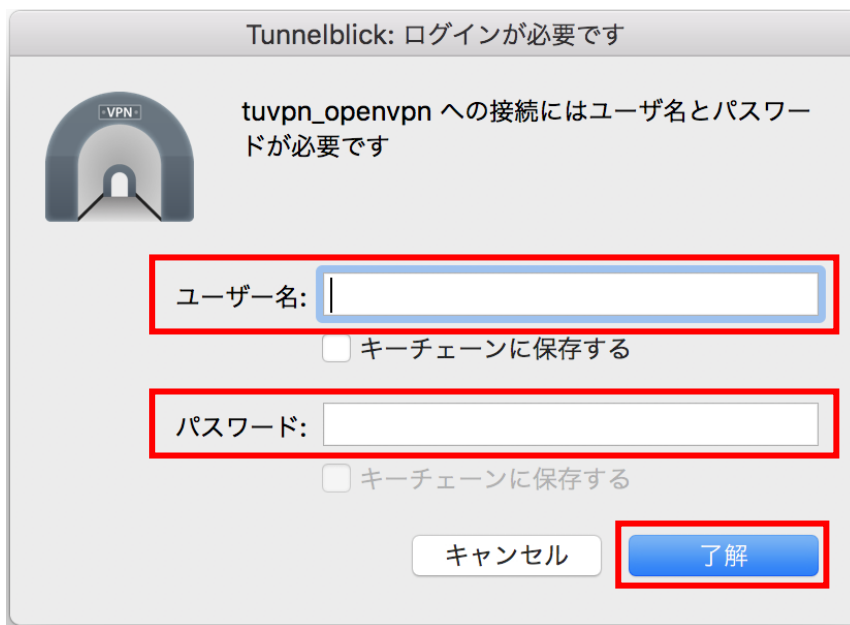 Tunnelblick: ログインが必要です
VPN
tuvpn_openvpn への接続にはユーザ名とパスワー
ドが必要です
ユーザー名:
キーチェーンに保存する
パスワード:
キーチェーンに保存する
キャンセル
了解